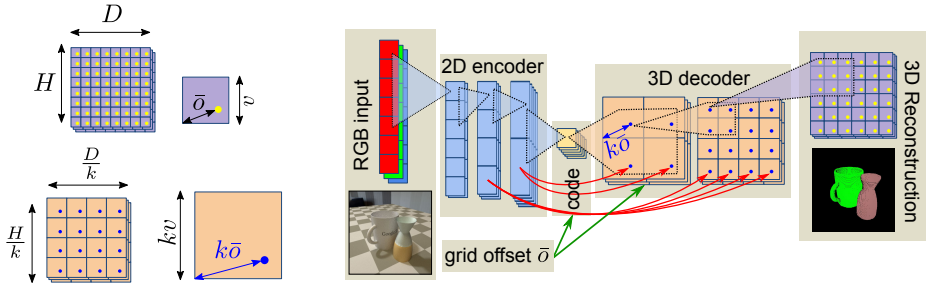 D
H
ō
v
D/k
H/k
kv
kō
RGB input
2D encoder
code
3D decoder
kō
3D Reconstruction
grid offset ō